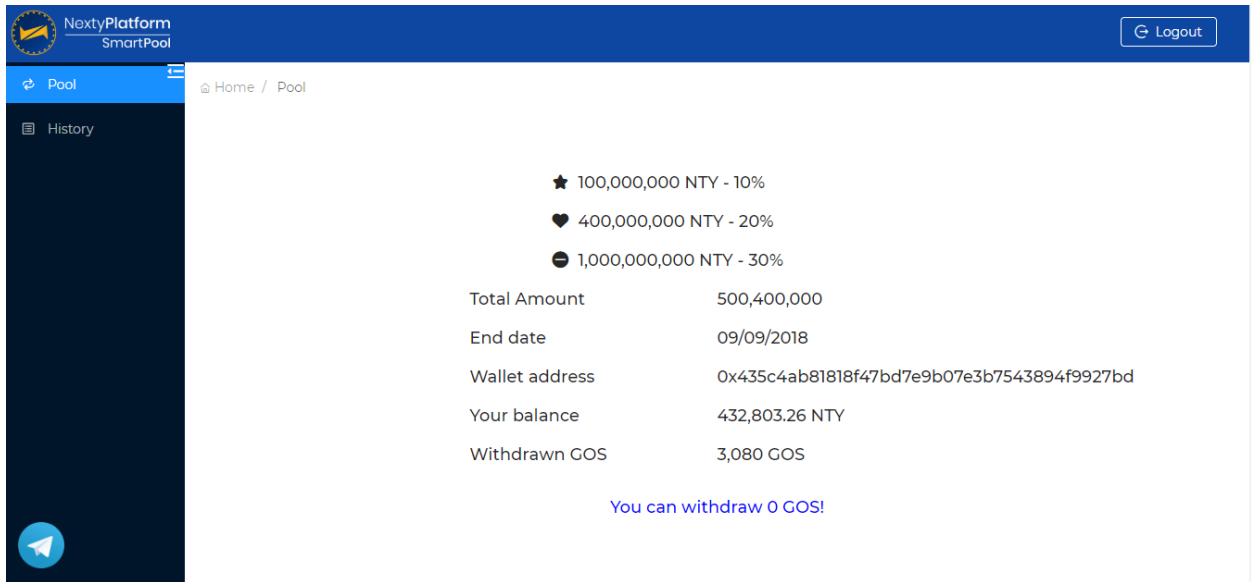 NextyPlatform
SmartPool
Logout
Pool
Home / Pool
History
100,000,000 NTY - 10%
400,000,000 NTY - 20%
1,000,000,000 NTY - 30%
Total Amount 500,400,000
End date 09/09/2018
Wallet address 0x435c4ab81818f47bd7e9b07e3b7543894f9927bd
Your balance 432,803.26 NTY
Withdrawn GOS 3,080 GOS
You can withdraw 0 GOS!